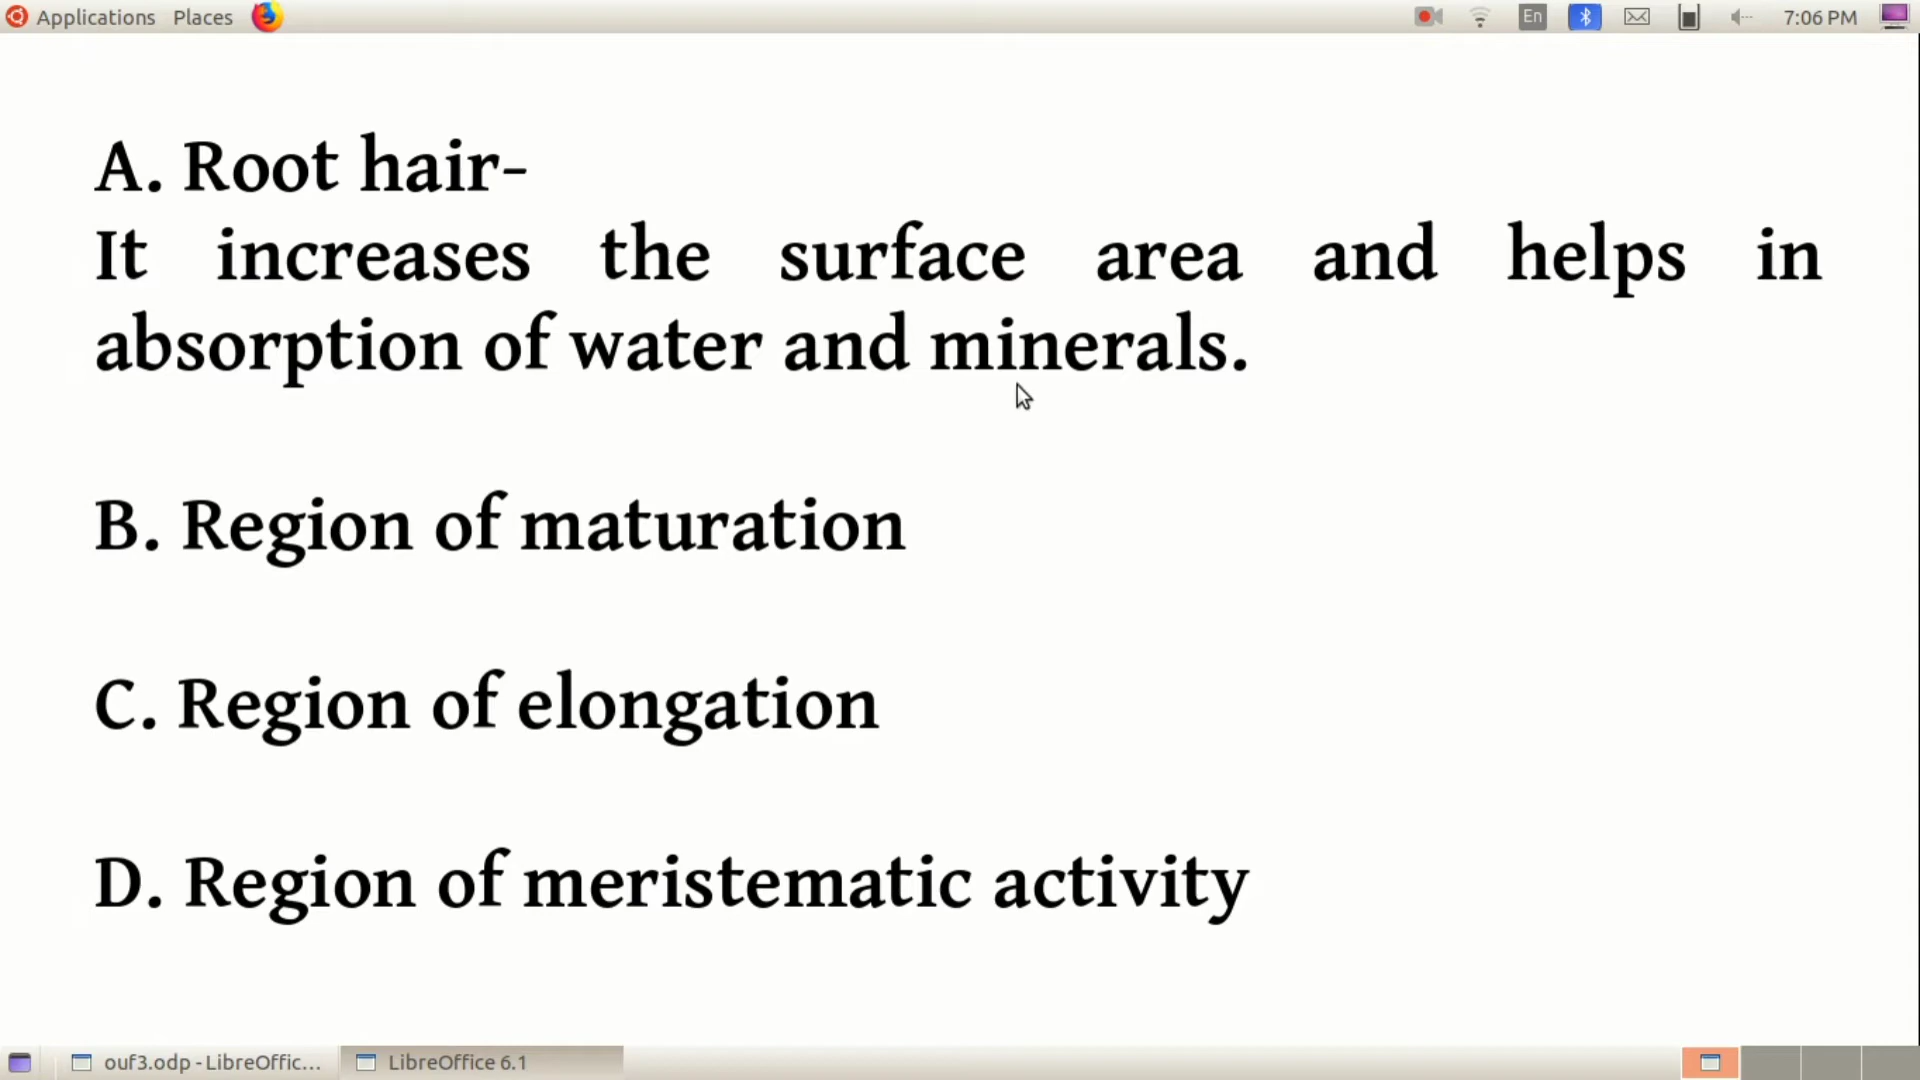 Applications Places En 7:06 PM
A. Root hair-
It increases the surface area and helps in
absorption of water and minerals.
B. Region of maturation
C. Region of elongation
D. Region of meristematic activity
ouf3.odp - LibreOffic... LibreOffice 6.1